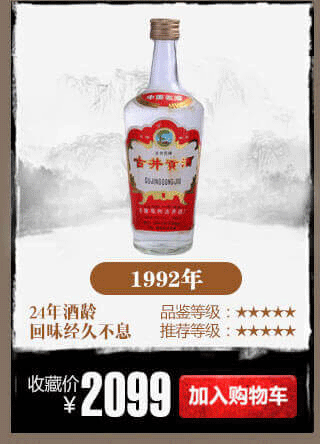 中国名酒
古井贡酒
GUJINGGONGJIU
1992年
24年酒龄
回味经久不息
品鉴等级：★★★★★
推荐等级：★★★★★
收藏价
¥2099
加入购物车